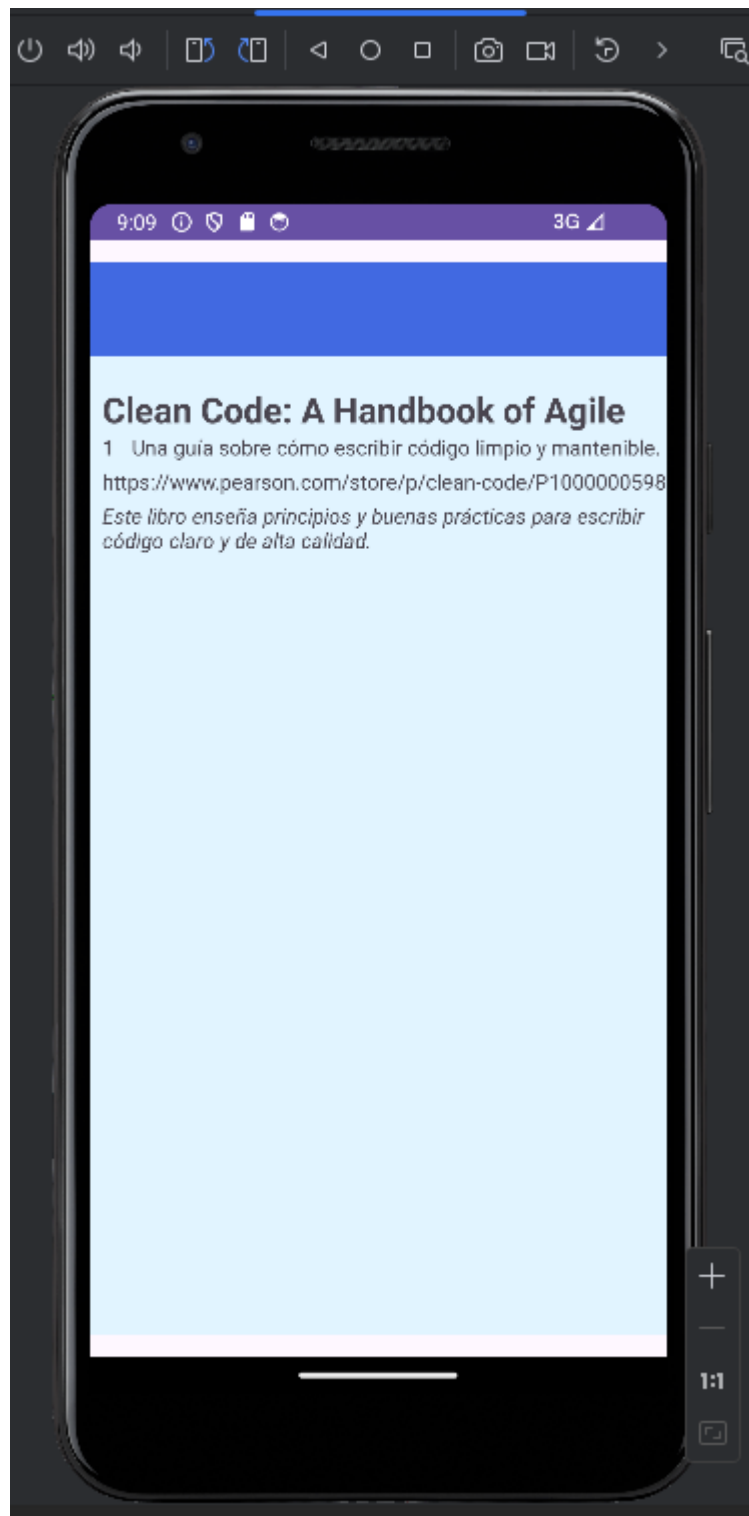 9:09 3G
Clean Code: A Handbook of Agile
1 Una guía sobre cómo escribir código limpio y mantenible.
https://www.pearson.com/store/p/clean-code/P1000000598
Este libro enseña principios y buenas prácticas para escribir
código claro y de alta calidad.
1:1